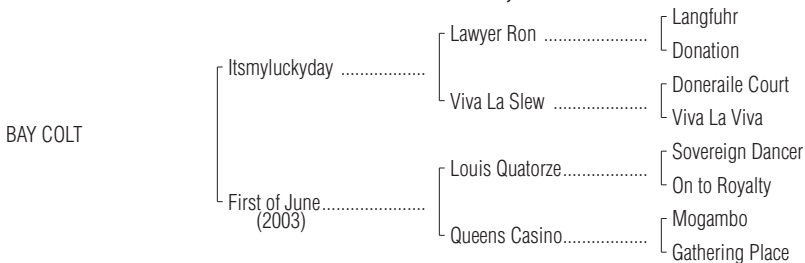 Langfuhr
Lawyer Ron ....................
Donation
Itsmyluckyday ..................
Doneraile Court
Viva La Slew ..................
Viva La Viva
BAY COLT
Sovereign Dancer
Louis Quatorze.................
On to Royalty
First of June......................
(2003)
Mogambo
Queens Casino.................
Gathering Place